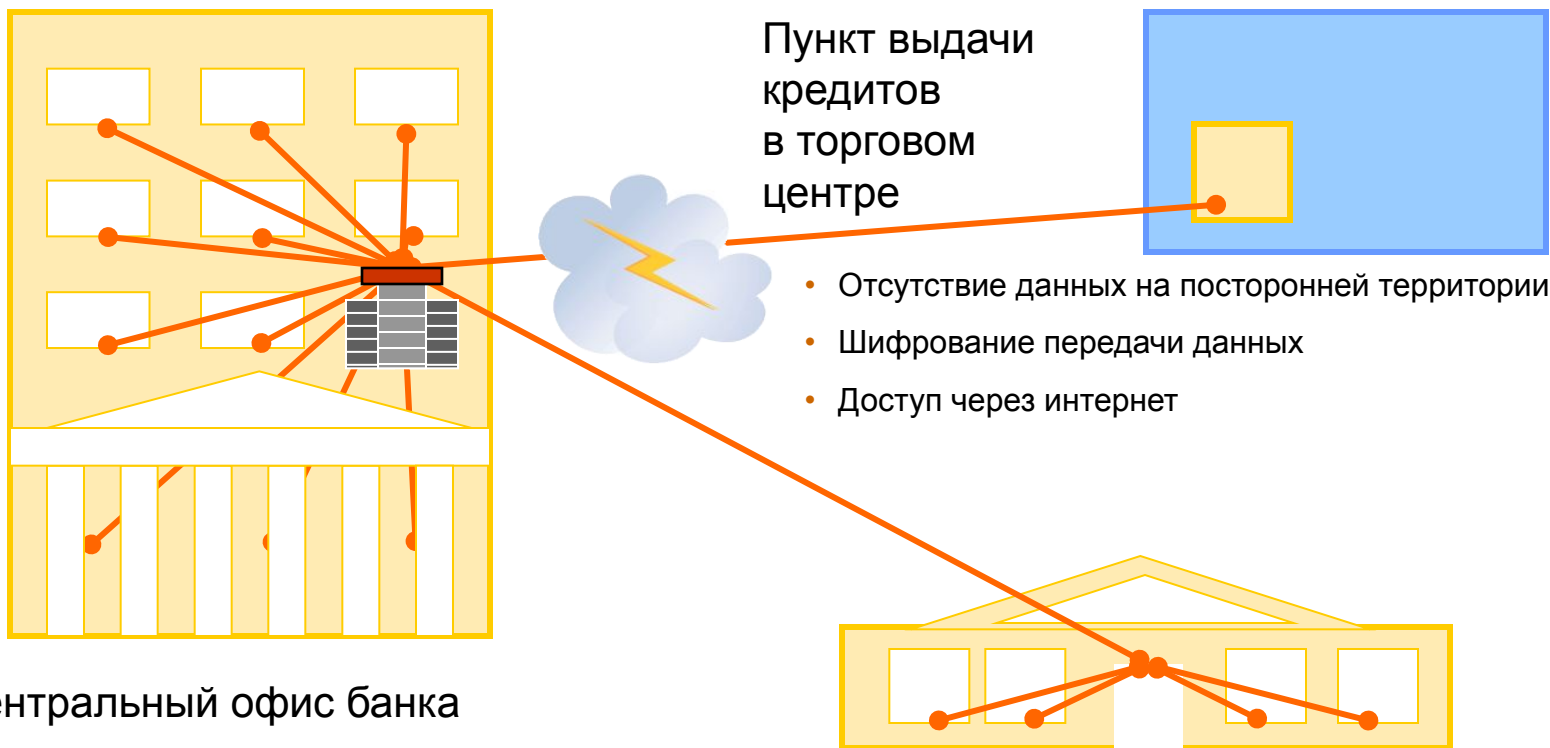 Пункт выдачи
кредитов
в торговом
центре
• Отсутствие данных на посторонней территории
• Шифрование передачи данных
• Доступ через интернет
ентральный офис банка